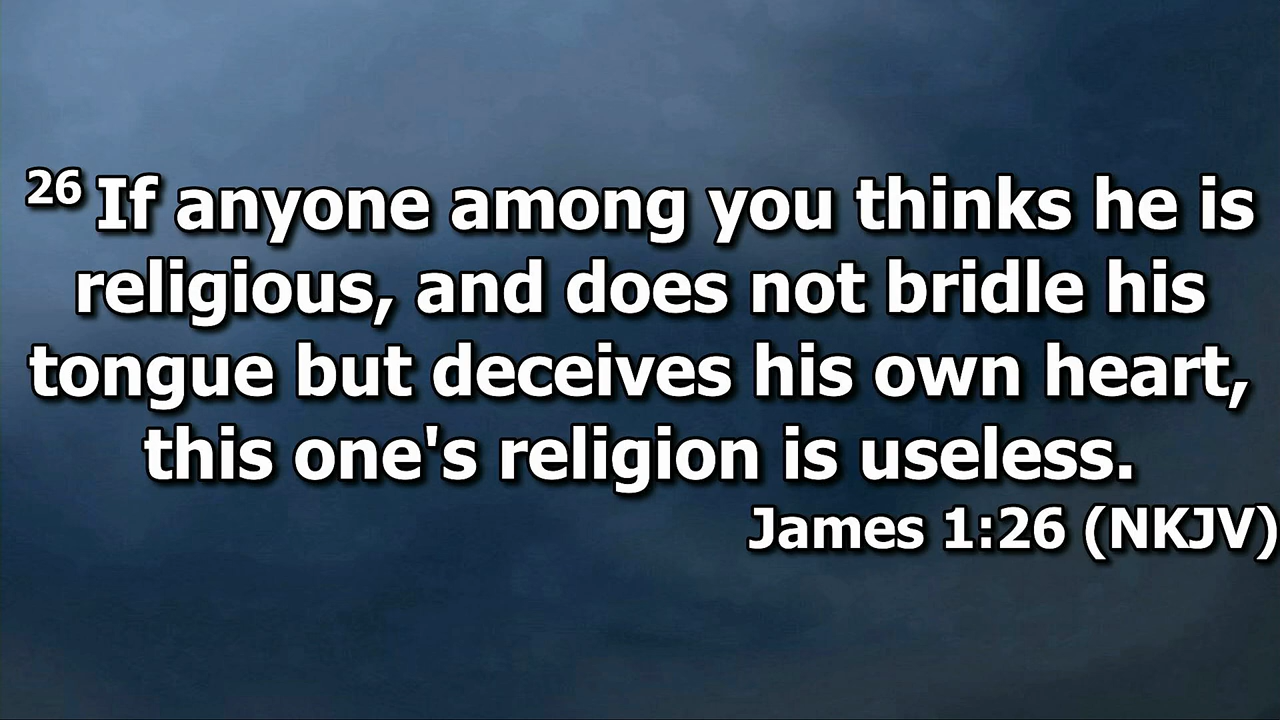 26 If anyone among you thinks he is
religious, and does not bridle his
tongue but deceives his own heart,
this one's religion is useless.
James 1:26 (NKJV)